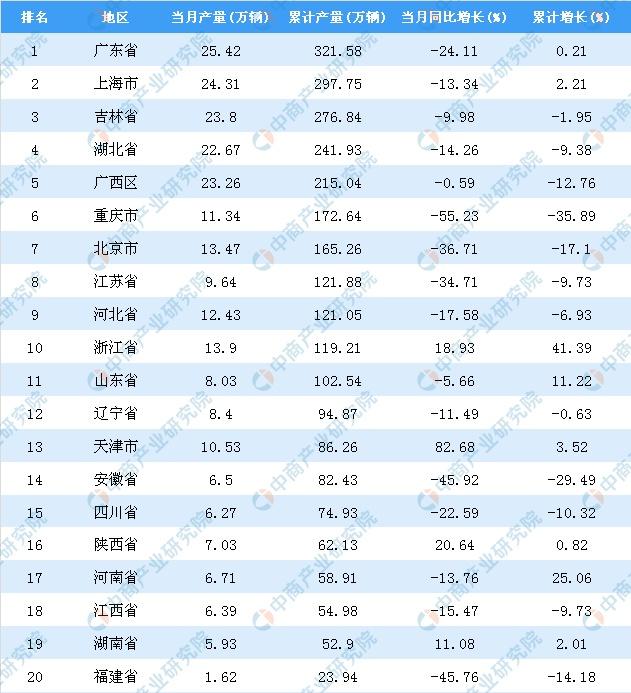 排名 地区 当月产量(万辆) 累计产量(万辆) 当月同比增长(%) 累计增长(%)
1 广东省 25.42 321.58 -24.11 0.21
2 上海市 24.31 297.75 -13.34 2.21
3 吉林省 23.8 276.84 -9.98 -1.95
4 湖北省 22.67 241.93 -14.26 -9.38
5 广西区 23.26 215.04 -0.59 -12.76
6 重庆市 11.34 172.64 -55.23 -35.89
7 北京市 13.47 165.26 -36.71 -17.1
8 江苏省 9.64 121.88 -34.71 -9.73
9 河北省 12.43 121.05 -17.58 -6.93
10 浙江省 13.9 119.21 18.93 41.39
11 山东省 8.03 102.54 -5.66 11.22
12 辽宁省 8.4 94.87 -11.49 -0.63
13 天津市 10.53 86.26 82.68 3.52
14 安徽省 6.5 82.43 -45.92 -29.49
15 四川省 6.27 74.93 -22.59 -10.32
16 陕西省 7.03 62.13 20.64 0.82
17 河南省 6.71 58.91 -13.76 25.06
18 江西省 6.39 54.98 -15.47 -9.73
19 湖南省 5.93 52.9 11.08 2.01
20 福建省 1.62 23.94 -45.76 -14.18
中商产业研究院